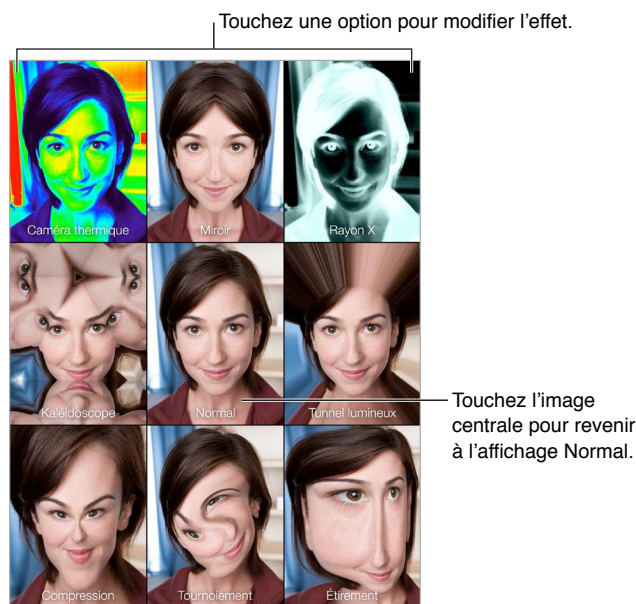 Touchez une option pour modifier l’effet.
Caméra thermique
Miroir
Rayon X
Kaléidoscope
Normal
Tunnel lumineux
Touchez l’image
centrale pour revenir
à l’affichage Normal.
Compression
Tournoiement
Étirement